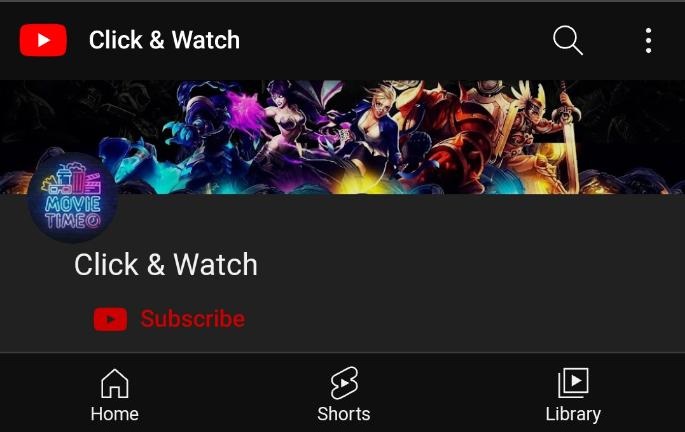 Click & Watch
MOVIE
TIME
Click & Watch
Subscribe
Home
Shorts
Library